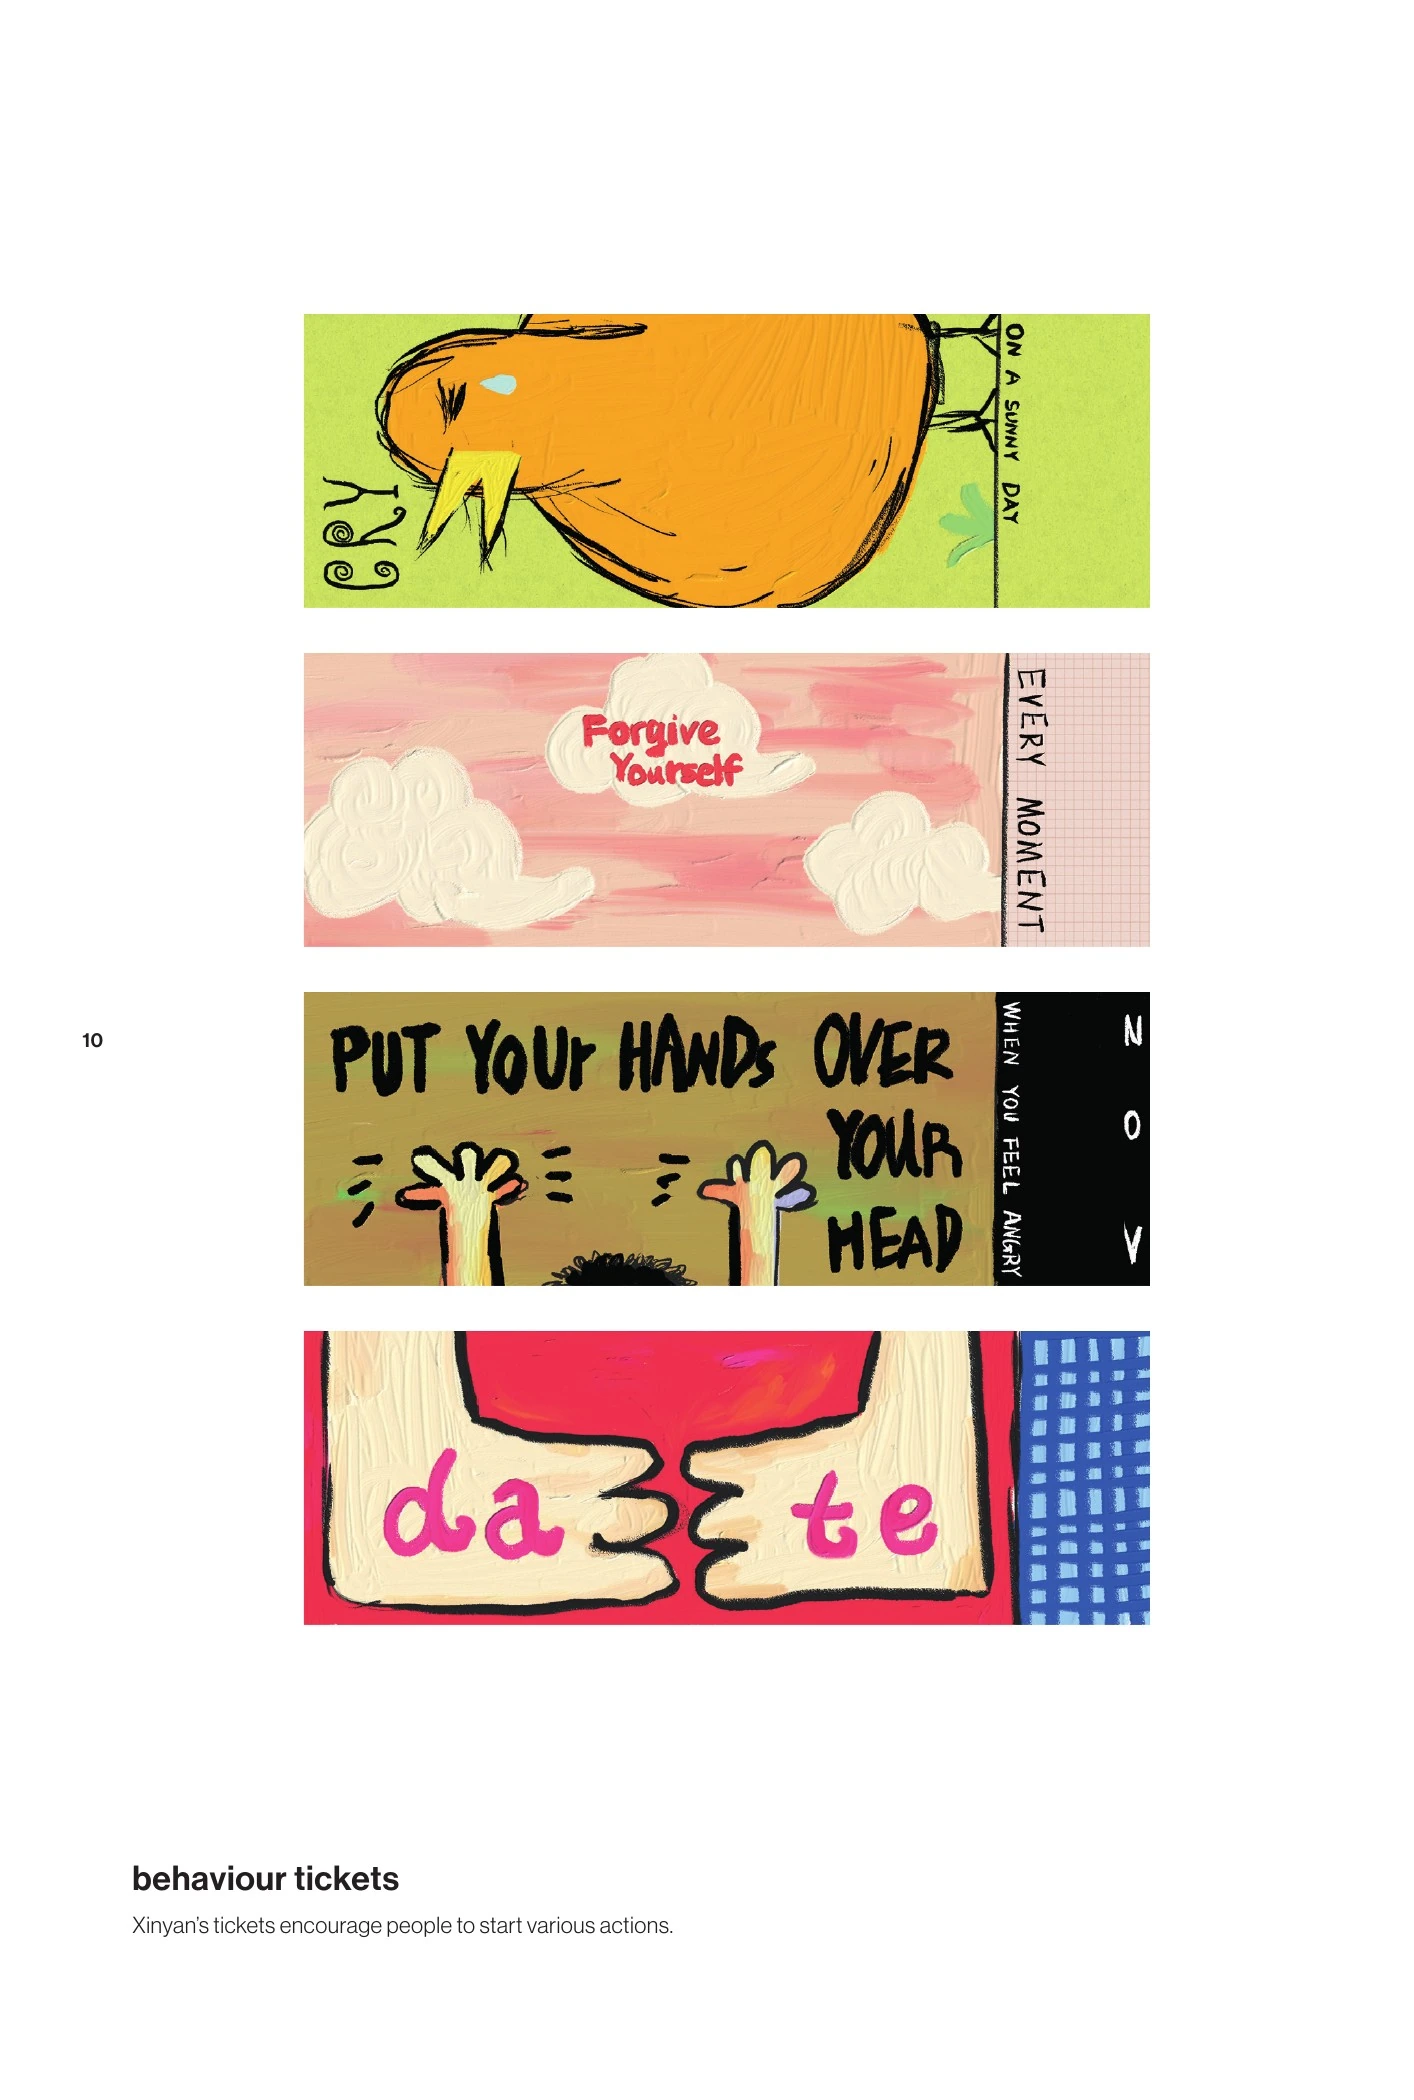 CRY
ON A SUNNY DAY
Forgive
Yourself
EVERY MOMENT
PUT YOUr HANDs OVER
YOUR
HEAD
WHEN YOU FEEL ANGRY
N O V
da te
10
behaviour tickets
Xinyan's tickets encourage people to start various actions.